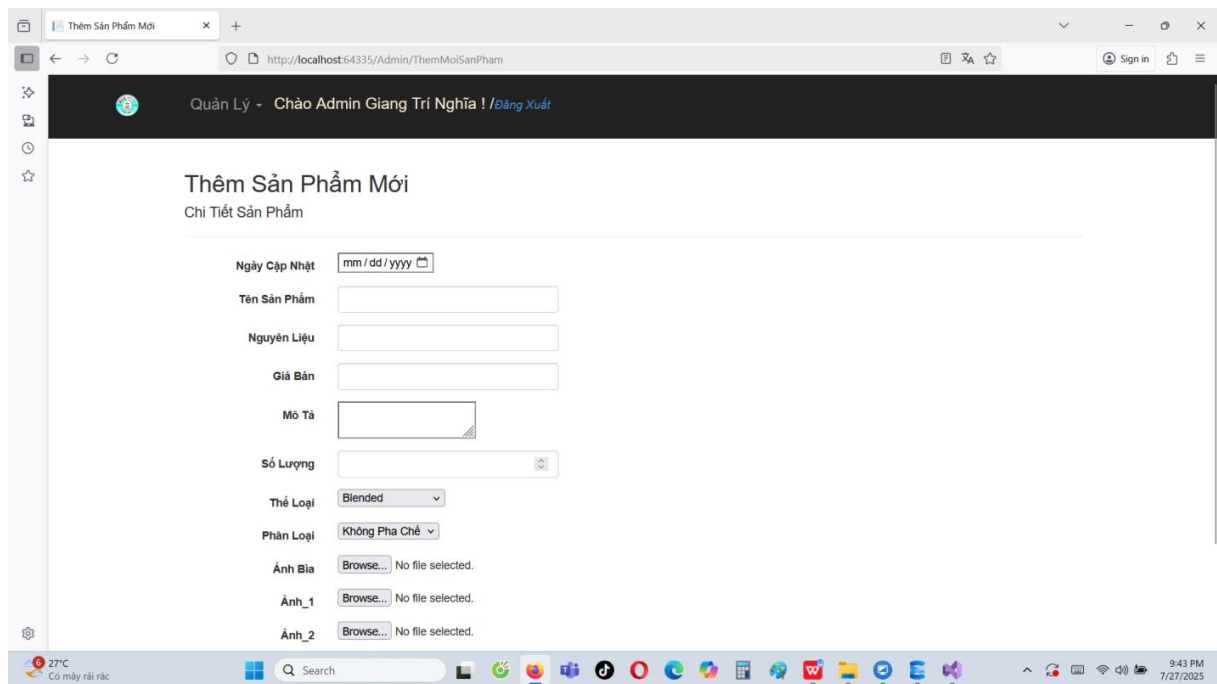 Thêm Sản Phẩm Mới
http://localhost:64335/Admin/ThemMoiSanPham
Sign in
Quản Lý Chào Admin Giang Trí Nghĩa ! /Đăng Xuất
Thêm Sản Phẩm Mới
Chi Tiết Sản Phẩm
Ngày Cập Nhật mm / dd / yyyy
Tên Sản Phẩm
Nguyên Liệu
Giá Bán
Mô Tả
Số Lượng
Thể Loại Blended
Phân Loại Không Pha Chế
Ảnh Bìa Browse... No file selected.
Ảnh_1 Browse... No file selected.
Ảnh_2 Browse... No file selected.
6 27°C
Có mây rải rác
Search
9:43 PM
7/27/2025